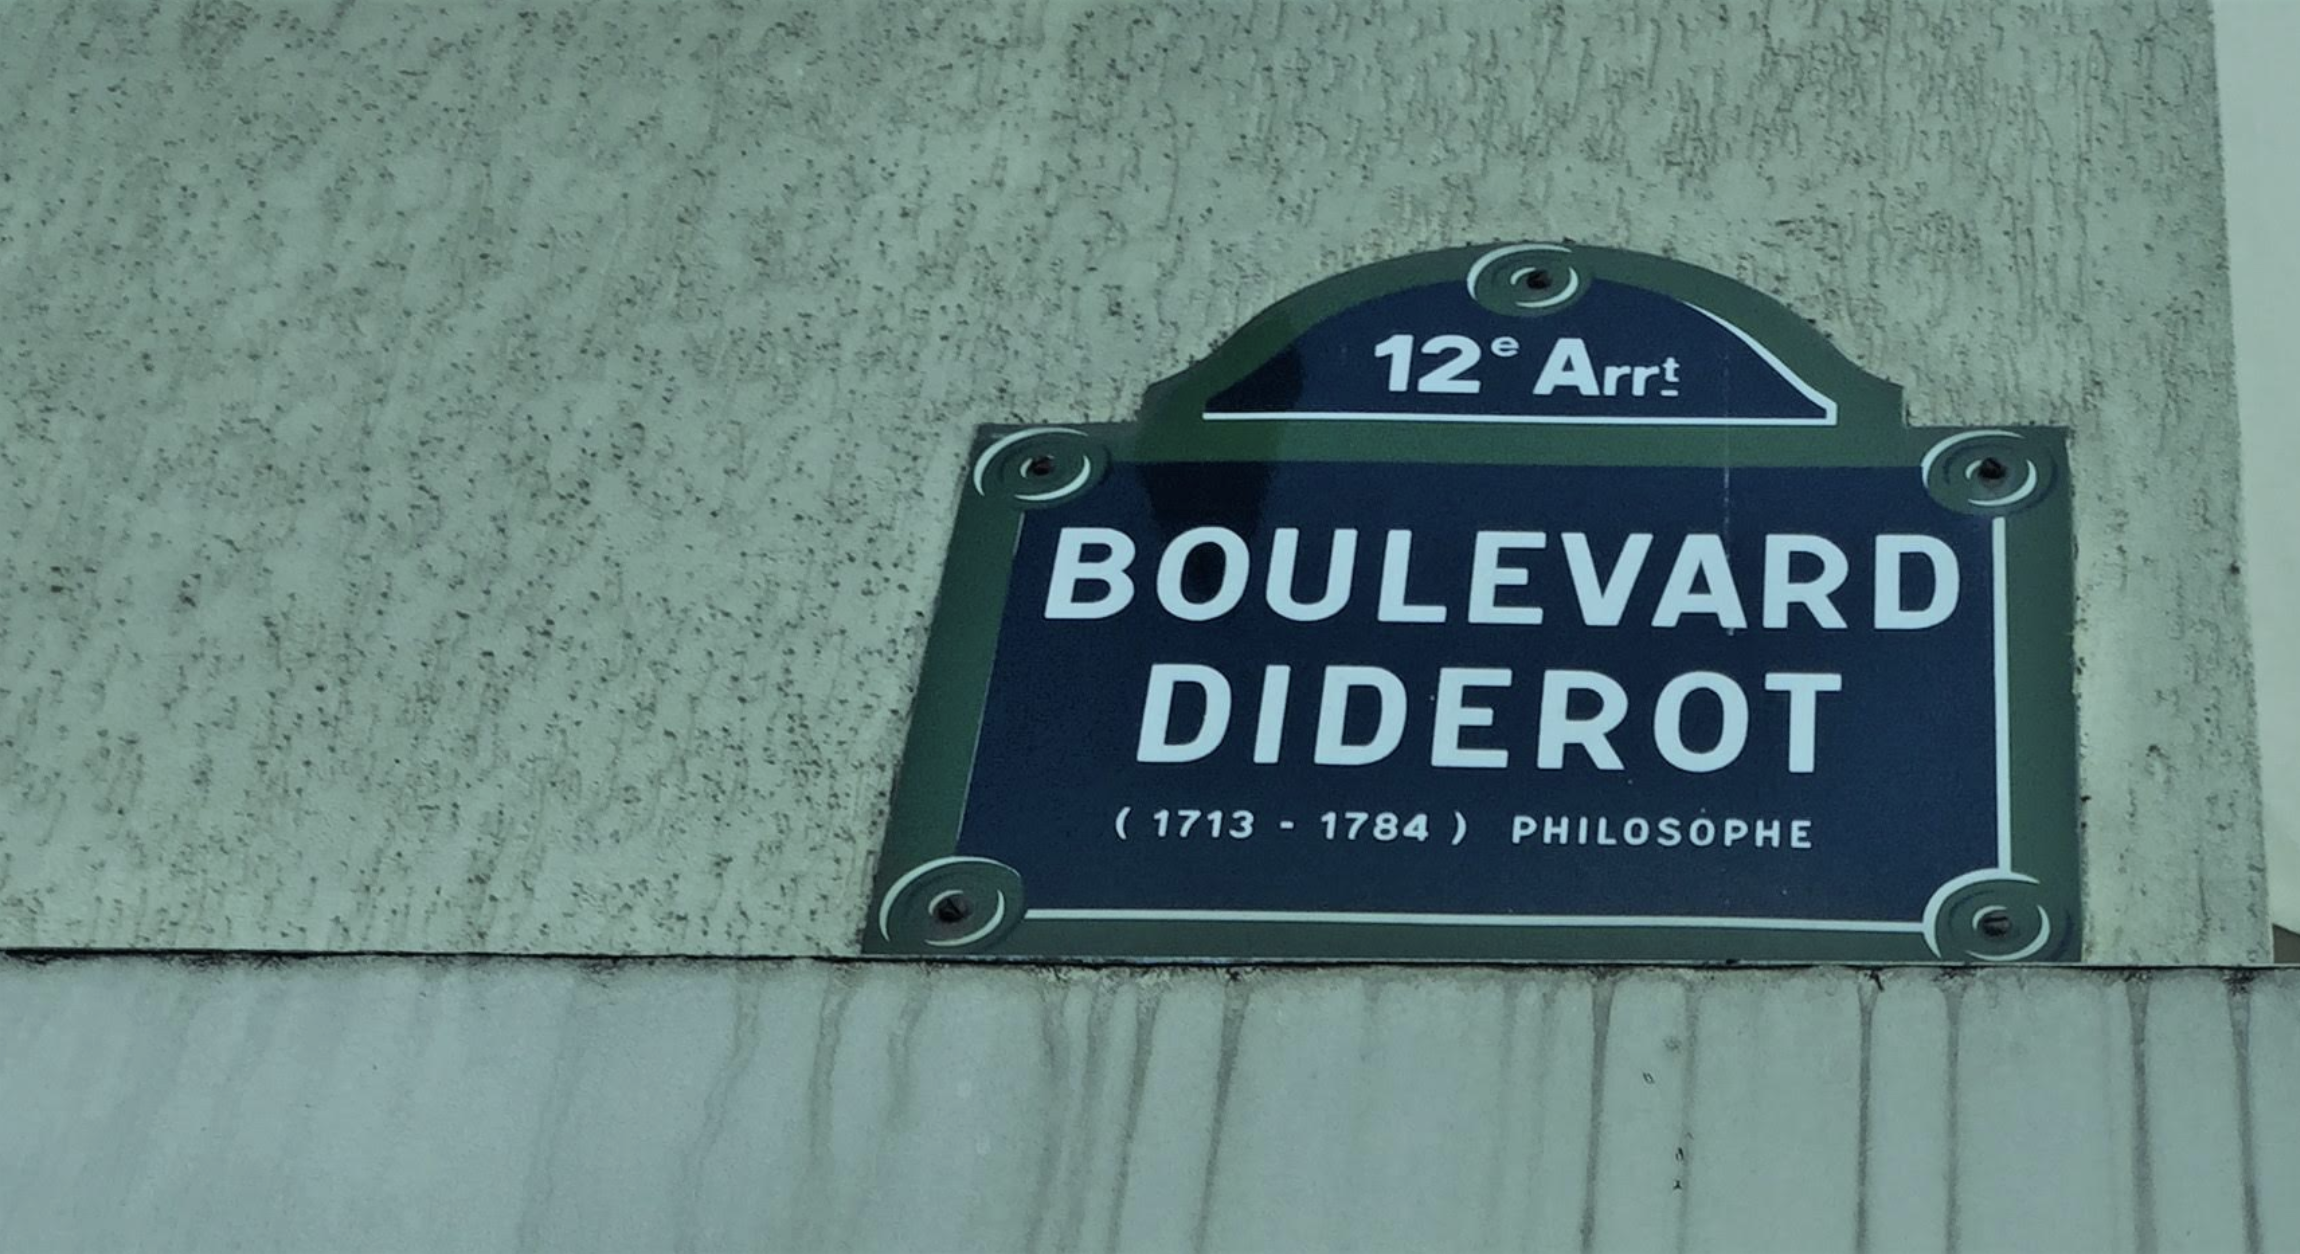 12e Arrt
BOULEVARD
DIDEROT
( 1713 - 1784 ) PHILOSOPHE